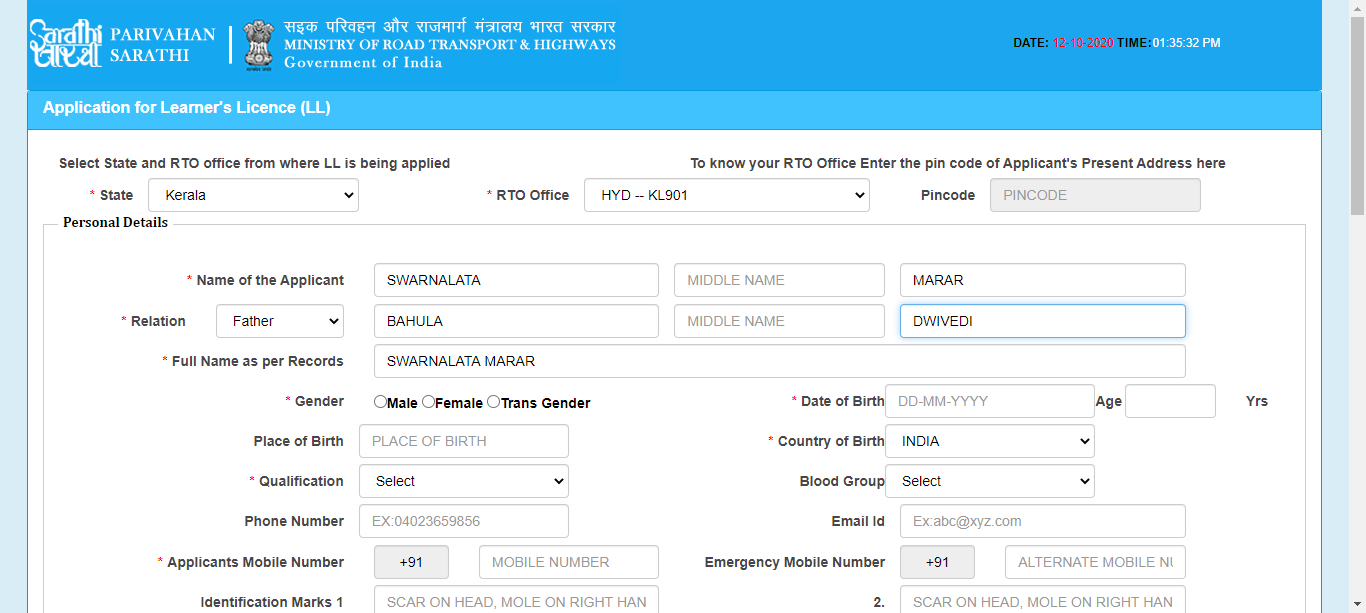 Sarathi सारथी PARIVAHAN SARATHI
सड़क परिवहन और राजमार्ग मंत्रालय भारत सरकार
MINISTRY OF ROAD TRANSPORT & HIGHWAYS
Government of India
DATE: 12-10-2020 TIME:01:35:32 PM
Application for Learner's Licence (LL)
Select State and RTO office from where LL is being applied To know your RTO Office Enter the pin code of Applicant's Present Address here
* State Kerala * RTO Office HYD -- KL901 Pincode PINCODE
Personal Details
* Name of the Applicant SWARNALATA MIDDLE NAME MARAR
* Relation Father BAHULA MIDDLE NAME DWIVEDI
* Full Name as per Records SWARNALATA MARAR
* Gender Male Female Trans Gender * Date of Birth DD-MM-YYYY Age Yrs
Place of Birth PLACE OF BIRTH * Country of Birth INDIA
* Qualification Select Blood Group Select
Phone Number EX:04023659856 Email Id Ex:abc@xyz.com
* Applicants Mobile Number +91 MOBILE NUMBER Emergency Mobile Number +91 ALTERNATE MOBILE NU
Identification Marks 1 SCAR ON HEAD, MOLE ON RIGHT HAN 2. SCAR ON HEAD, MOLE ON RIGHT HAN